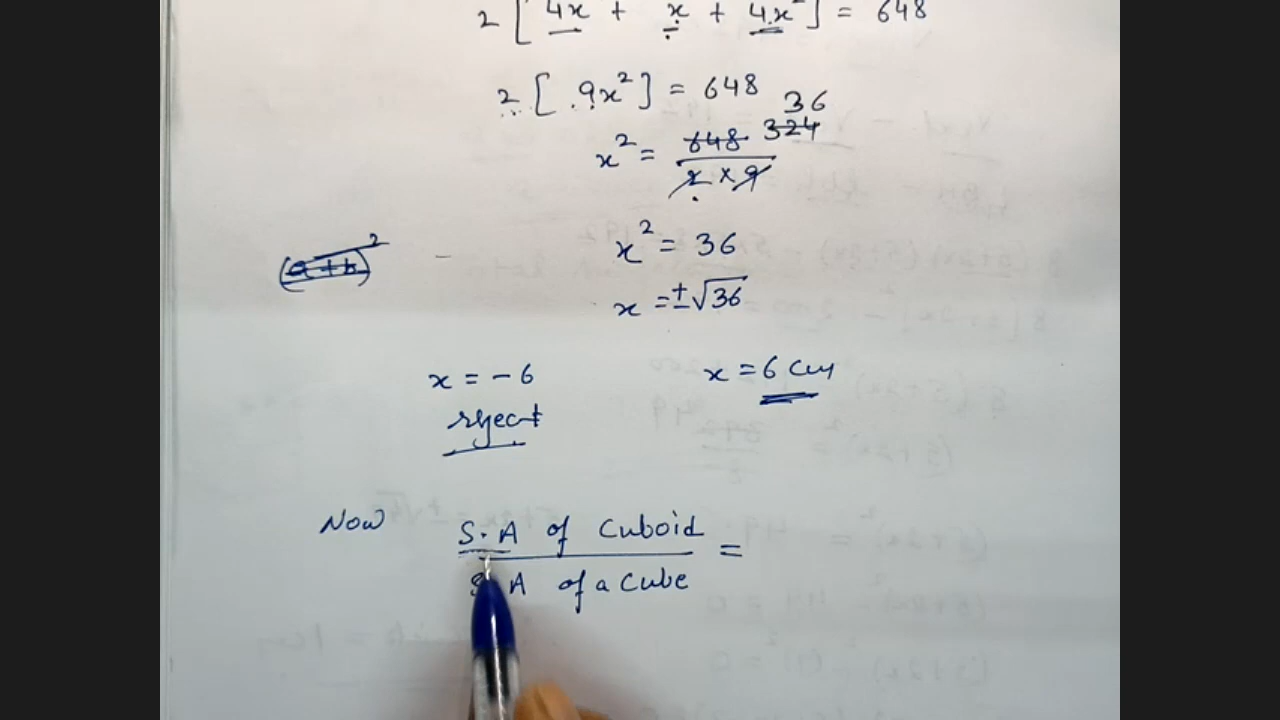 2 [ 4x + x + 4x² ] = 648
2 [ 9x² ] = 648
36
x² = 648 324
2 × 9
(a+b)²
x² = 36
x = ±√36
x = -6 x = 6 cm
reject
Now S.A of Cuboid =
S.A of a Cube